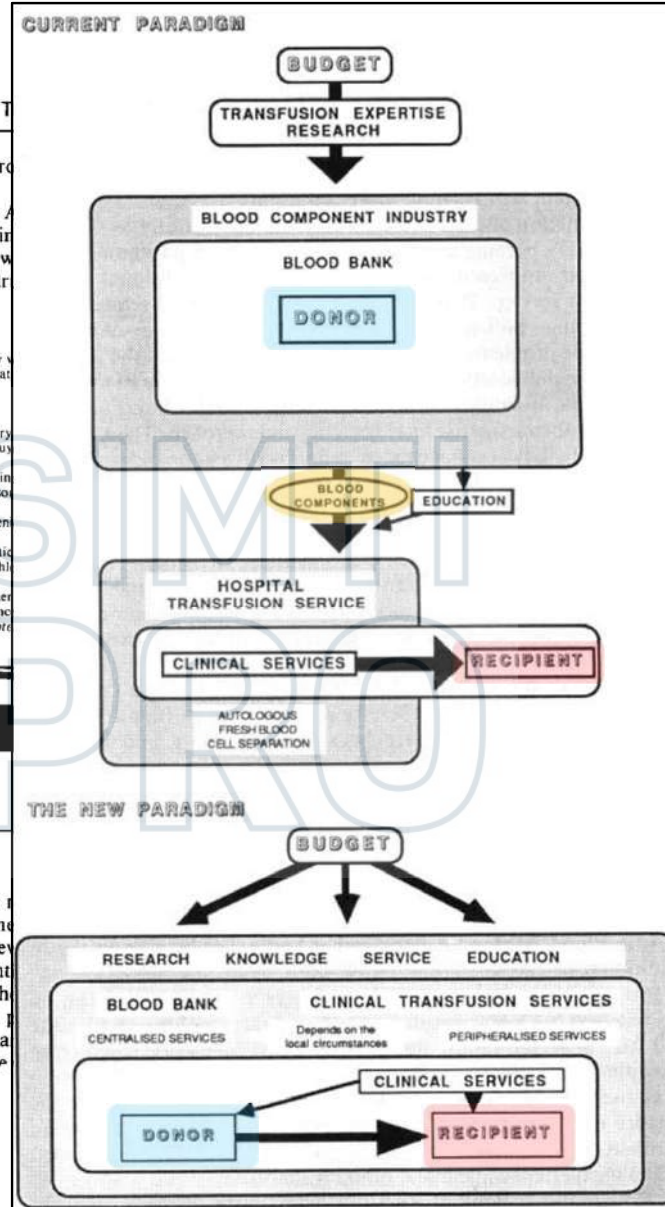 CURRENT PARADIGM
BUDGET
TRANSFUSION EXPERTISE
RESEARCH
BLOOD COMPONENT INDUSTRY
BLOOD BANK
DONOR
BLOOD
COMPONENTS
EDUCATION
HOSPITAL
TRANSFUSION SERVICE
CLINICAL SERVICES
RECIPIENT
AUTOLOGOUS
FRESH BLOOD
CELL SEPARATION
SIMTI
PRO
THE NEW PARADIGM
BUDGET
RESEARCH KNOWLEDGE SERVICE EDUCATION
BLOOD BANK CLINICAL TRANSFUSION SERVICES
CENTRALISED SERVICES Depends on the PERIPHERALISED SERVICES
local circumstances
CLINICAL SERVICES
DONOR RECIPIENT